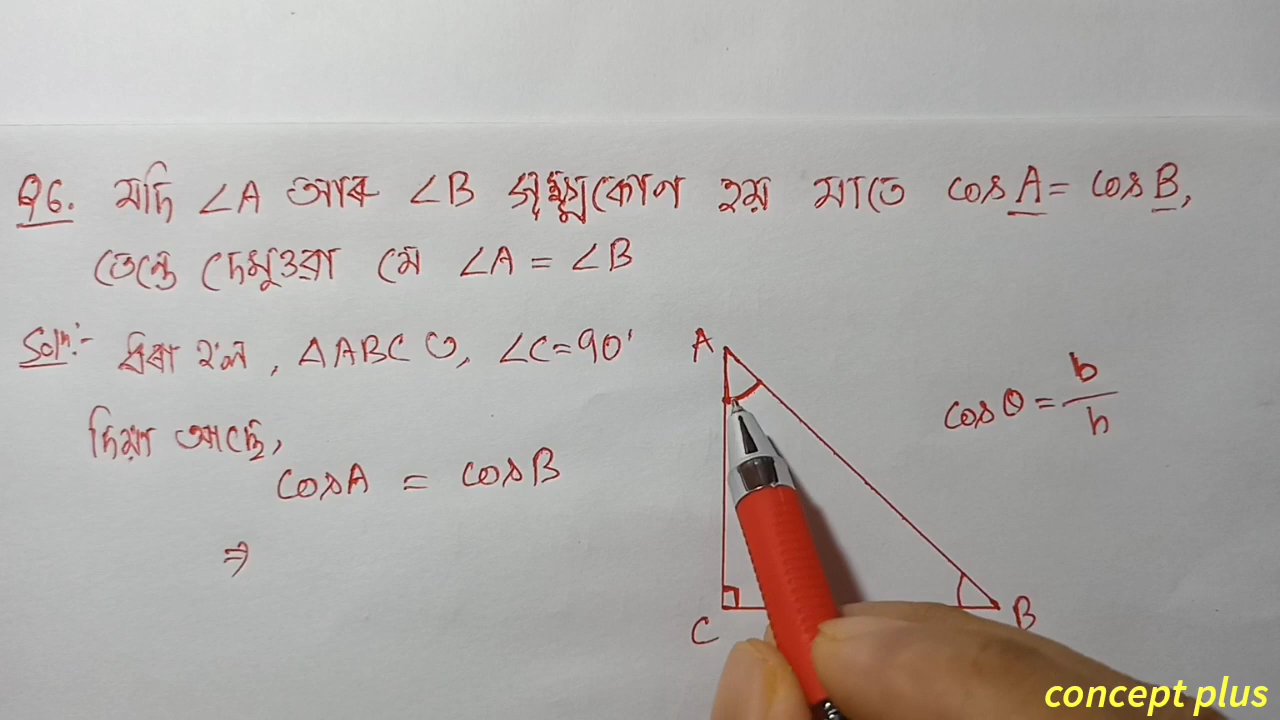 Q6. যদি ∠A আৰু ∠B সূক্ষ্মকোণ হয় যাতে cos A = cos B,
তেন্তে দেখুওৱা যে ∠A = ∠B
Solⁿ:- ধৰা হ'ল, △ABC ত, ∠C = 90°
দিয়া আছে,
cos A = cos B
⇒
A
C
B
cos θ = b/h
concept plus